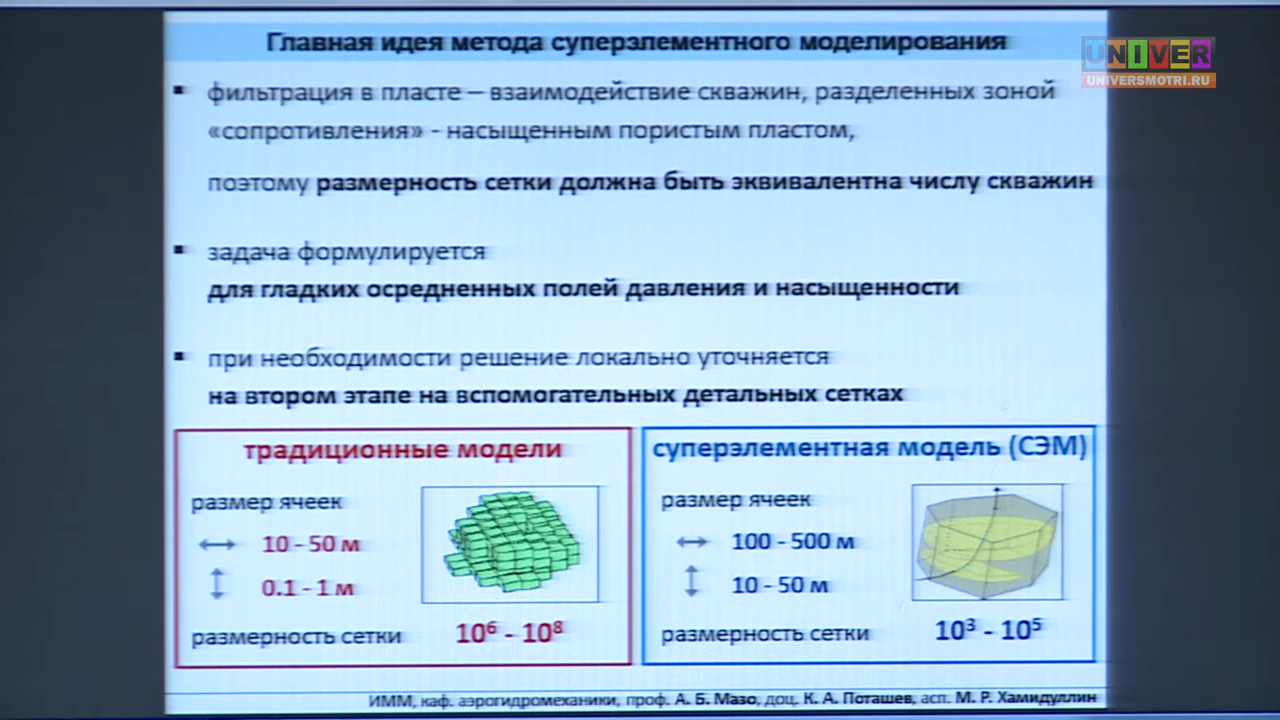 Главная идея метода суперэлементного моделирования
UNIVER
UNIVERSMOTRI.RU
▪ фильтрация в пласте – взаимодействие скважин, разделенных зоной
«сопротивления» - насыщенным пористым пластом,
поэтому размерность сетки должна быть эквивалентна числу скважин
▪ задача формулируется
для гладких осредненных полей давления и насыщенности
▪ при необходимости решение локально уточняется
на втором этапе на вспомогательных детальных сетках
традиционные модели
размер ячеек
↔ 10 - 50 м
↕ 0.1 - 1 м
размерность сетки 10⁶ - 10⁸
суперэлементная модель (СЭМ)
размер ячеек
↔ 100 - 500 м
↕ 10 - 50 м
размерность сетки 10³ - 10⁵
ИММ, каф. аэрогидромеханики, проф. А. Б. Мазо, доц. К. А. Поташев, асп. М. Р. Хамидуллин